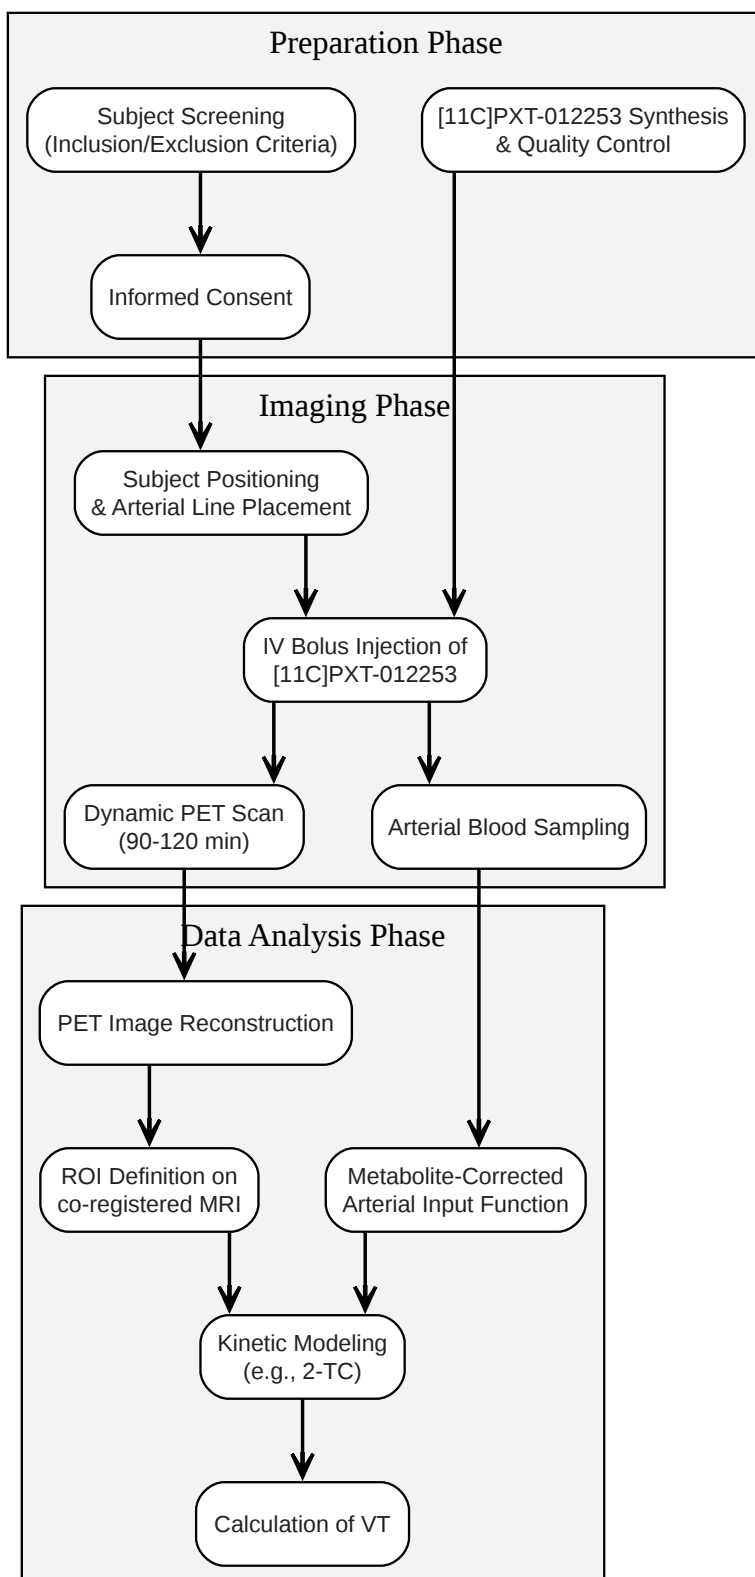 Preparation Phase
Subject Screening
(Inclusion/Exclusion Criteria)
[11C]PXT-012253 Synthesis
& Quality Control
Informed Consent
Imaging Phase
Subject Positioning
& Arterial Line Placement
IV Bolus Injection of
[11C]PXT-012253
Dynamic PET Scan
(90-120 min)
Arterial Blood Sampling
Data Analysis Phase
PET Image Reconstruction
ROI Definition on
co-registered MRI
Metabolite-Corrected
Arterial Input Function
Kinetic Modeling
(e.g., 2-TC)
Calculation of VT